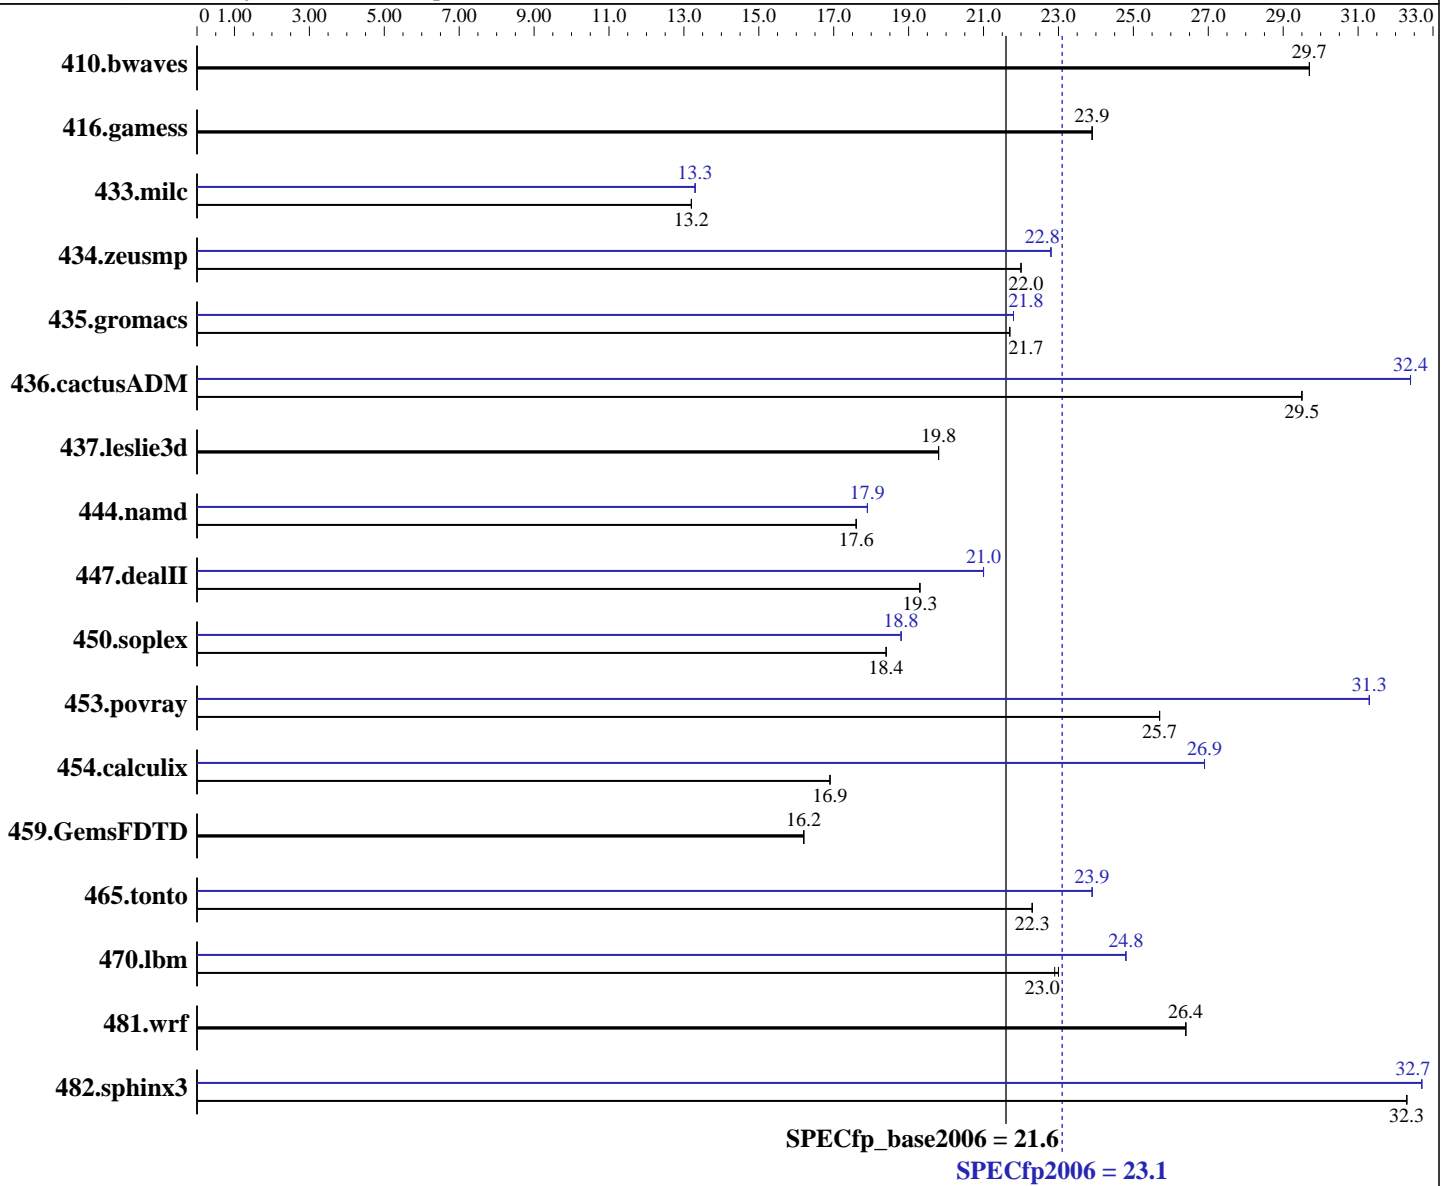 0 1.00 3.00 5.00 7.00 9.00 11.0 13.0 15.0 17.0 19.0 21.0 23.0 25.0 27.0 29.0 31.0 33.0
410.bwaves 29.7
416.gamess 23.9
13.3
433.milc
13.2
22.8
434.zeusmp
22.0
21.8
435.gromacs
21.7
32.4
436.cactusADM
29.5
437.leslie3d 19.8
17.9
444.namd
17.6
21.0
447.dealII
19.3
18.8
450.soplex
18.4
31.3
453.povray
25.7
26.9
454.calculix
16.9
459.GemsFDTD 16.2
23.9
465.tonto
22.3
24.8
470.lbm
23.0
481.wrf 26.4
32.7
482.sphinx3
32.3
SPECfp_base2006 = 21.6
SPECfp2006 = 23.1